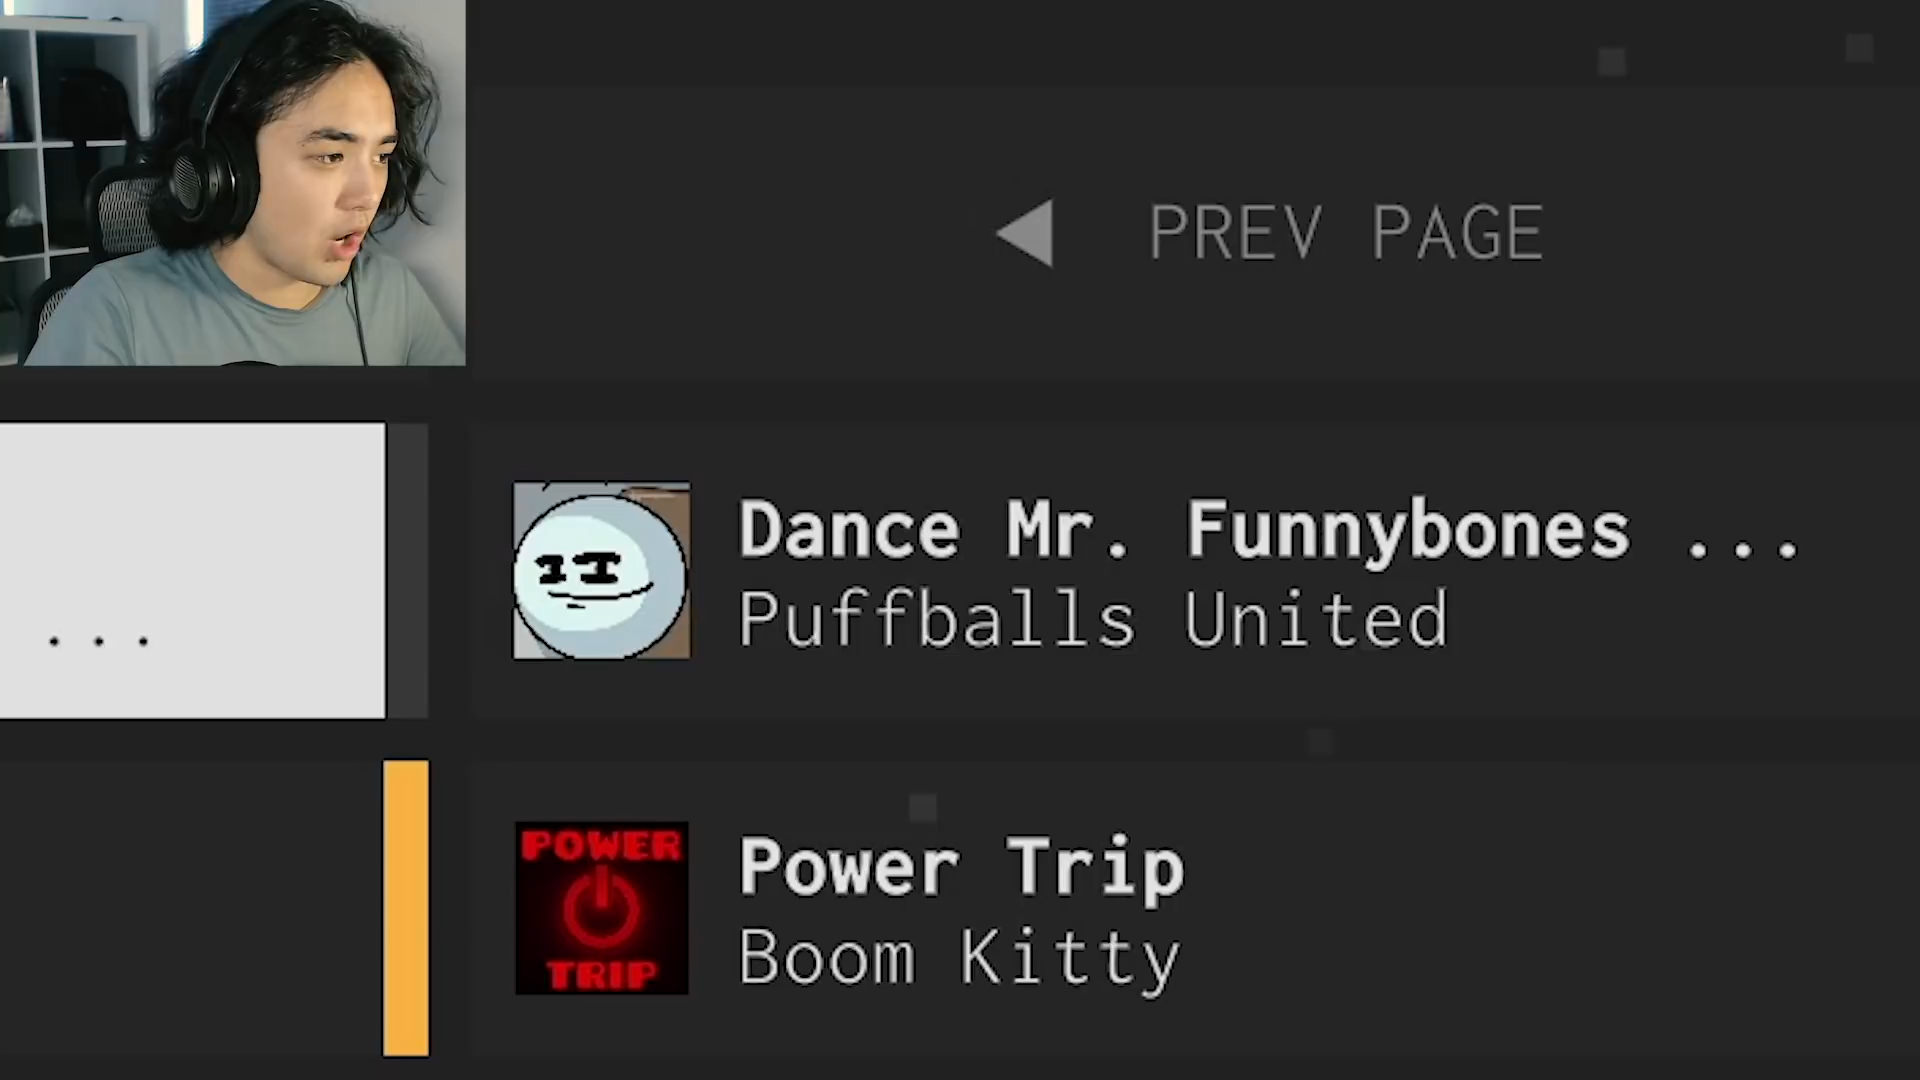 PREV PAGE
...
Dance Mr. Funnybones ...
Puffballs United
POWER
TRIP
Power Trip
Boom Kitty